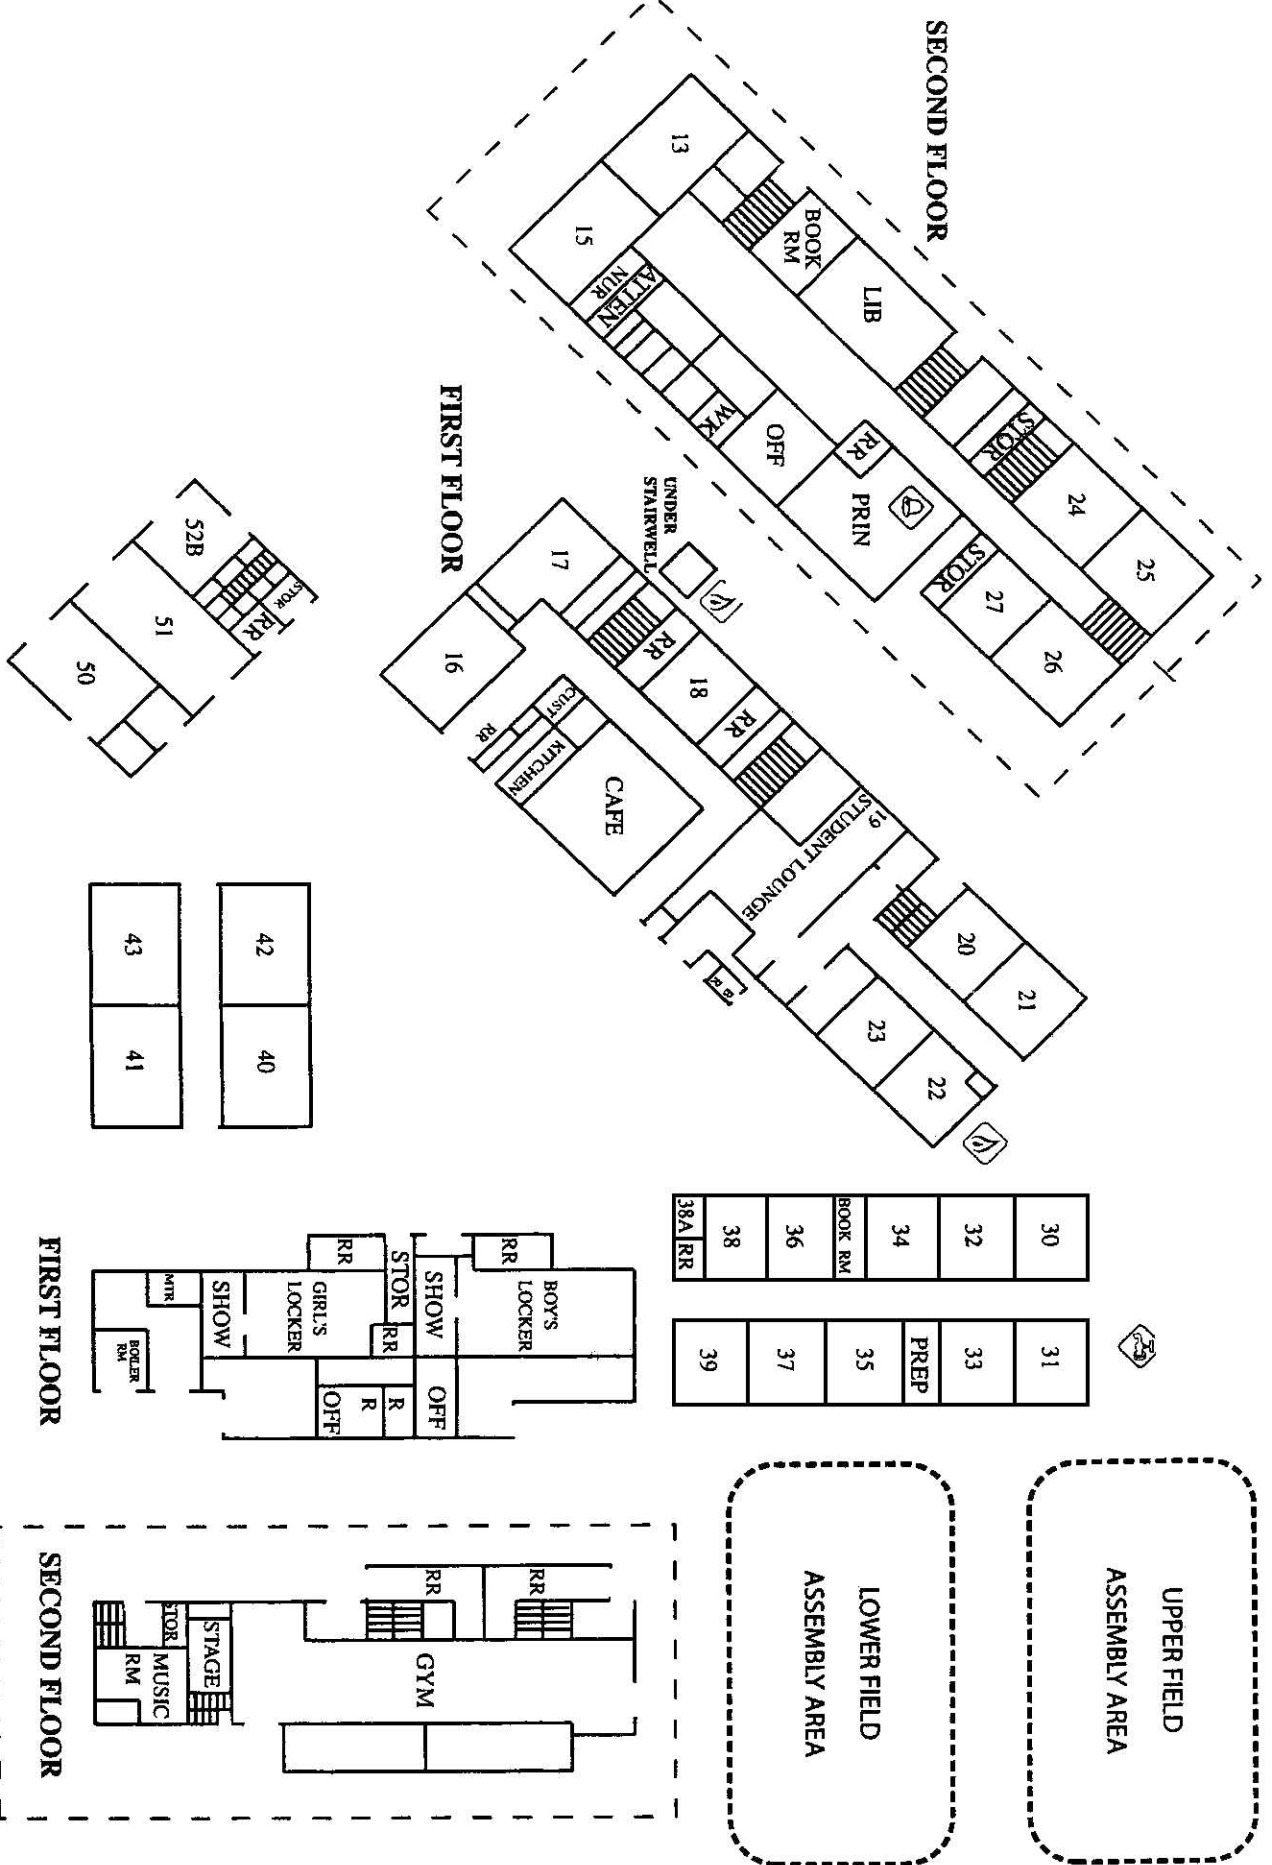 SECOND FLOOR
13
15
NUR
ATTEN
BOOK
RM
LIB
WK
OFF
RR
PRIN
STOR
24
25
STOR
27
26
FIRST FLOOR
UNDER
STAIRWELL
17
16
RR
18
RR
CUST
RR
KITCHEN
CAFE
19
STUDENT LOUNGE
20
21
23
22
52B
STOR
RR
51
50
43
42
41
40
30
32
34
BOOK RM
36
38
38A
RR
31
33
PREP
35
37
39
UPPER FIELD
ASSEMBLY AREA
LOWER FIELD
ASSEMBLY AREA
FIRST FLOOR
RR
BOY'S
LOCKER
SHOW
STOR
RR
RR
GIRL'S
LOCKER
SHOW
MTR
BOILER
RM
OFF
R
R
OFF
SECOND FLOOR
RR
RR
GYM
STOR
STAGE
MUSIC
RM